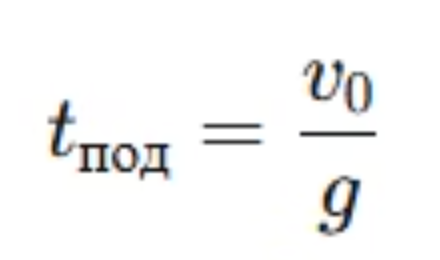 t_под = v_0 / g